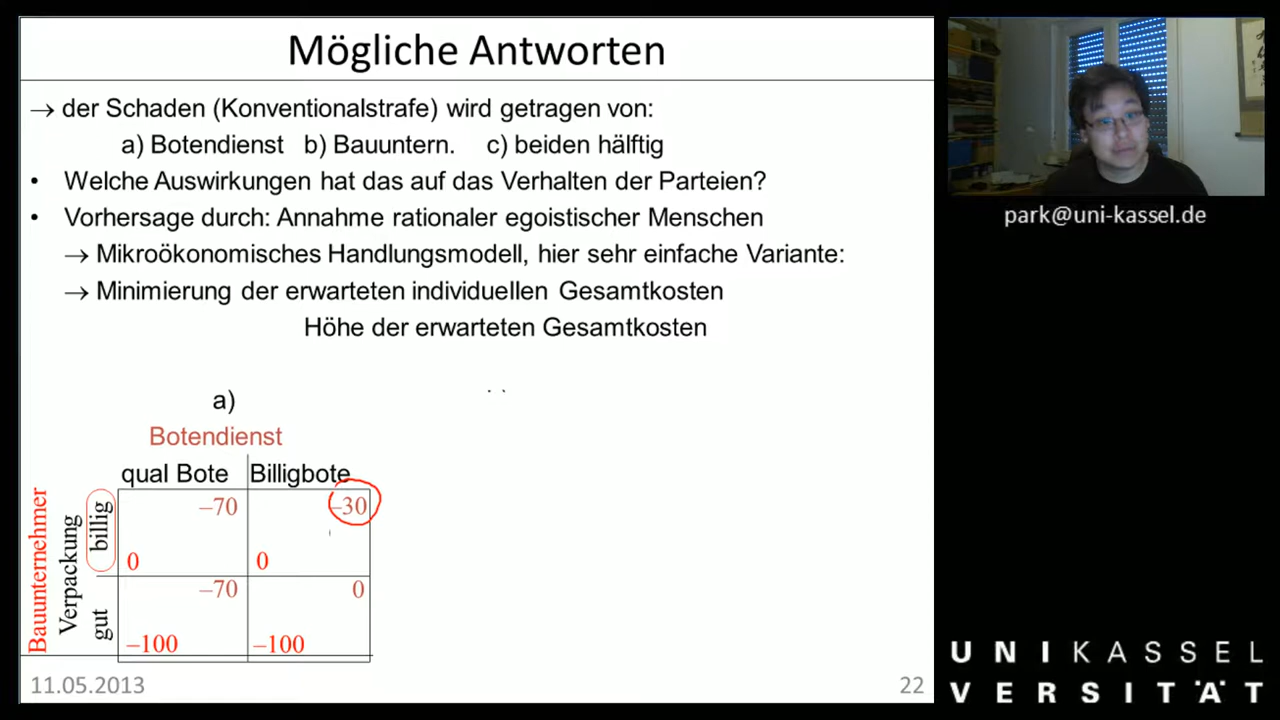 Mögliche Antworten
→ der Schaden (Konventionalstrafe) wird getragen von:
a) Botendienst b) Bauuntern. c) beiden hälftig
• Welche Auswirkungen hat das auf das Verhalten der Parteien?
• Vorhersage durch: Annahme rationaler egoistischer Menschen
→ Mikroökonomisches Handlungsmodell, hier sehr einfache Variante:
→ Minimierung der erwarteten individuellen Gesamtkosten
Höhe der erwarteten Gesamtkosten
a)
Botendienst
qual Bote Billigbote
Bauunternehmer
Verpackung
billig
–70 –30
0 0
gut
–70 0
–100 –100
11.05.2013
22
park@uni-kassel.de
UNIKASSEL
VERSITÄT